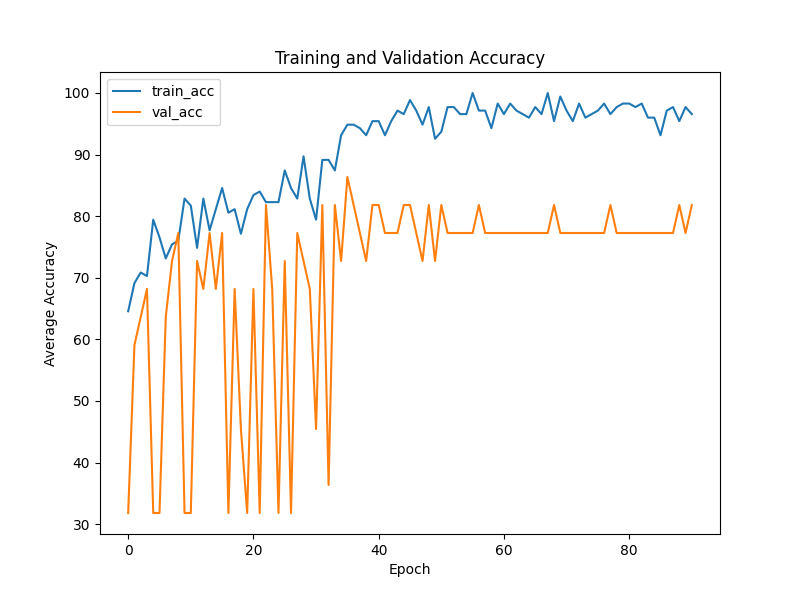 Training and Validation Accuracy
train_acc
val_acc
100
90
80
70
60
50
40
30
Average Accuracy
0 20 40 60 80
Epoch